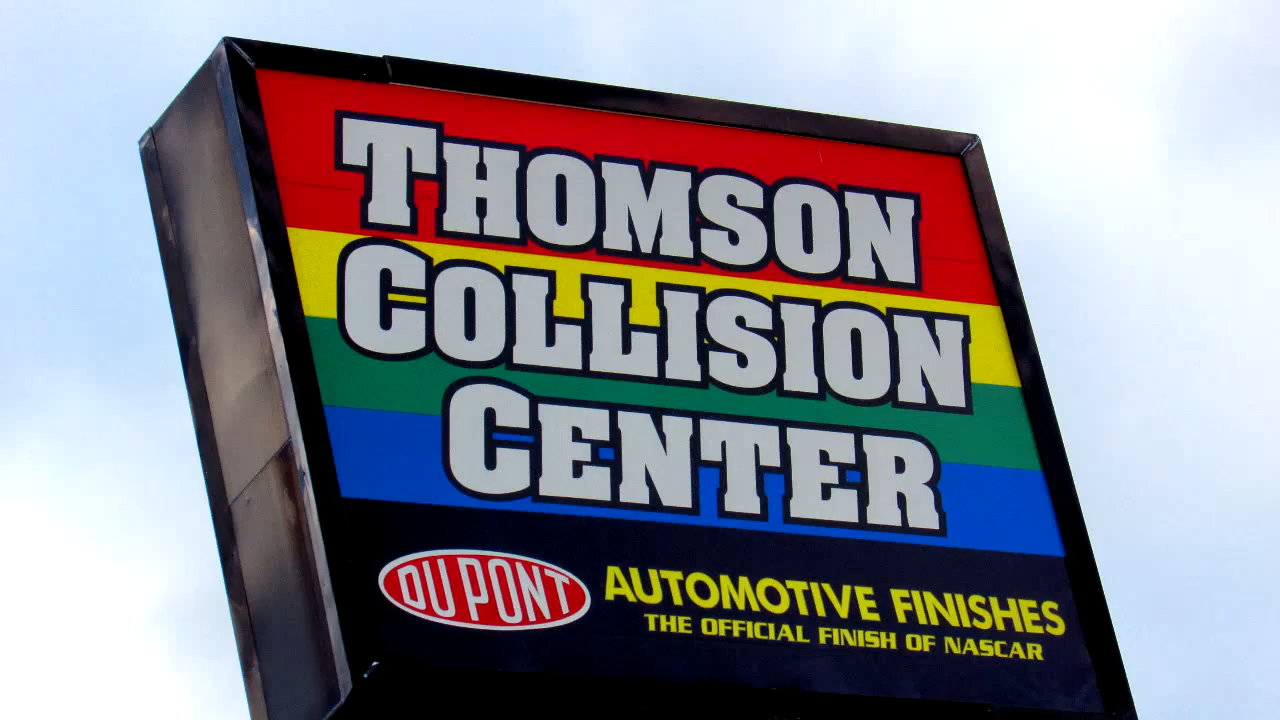 THOMSON
COLLISION
CENTER
DU PONT
AUTOMOTIVE FINISHES
THE OFFICIAL FINISH OF NASCAR